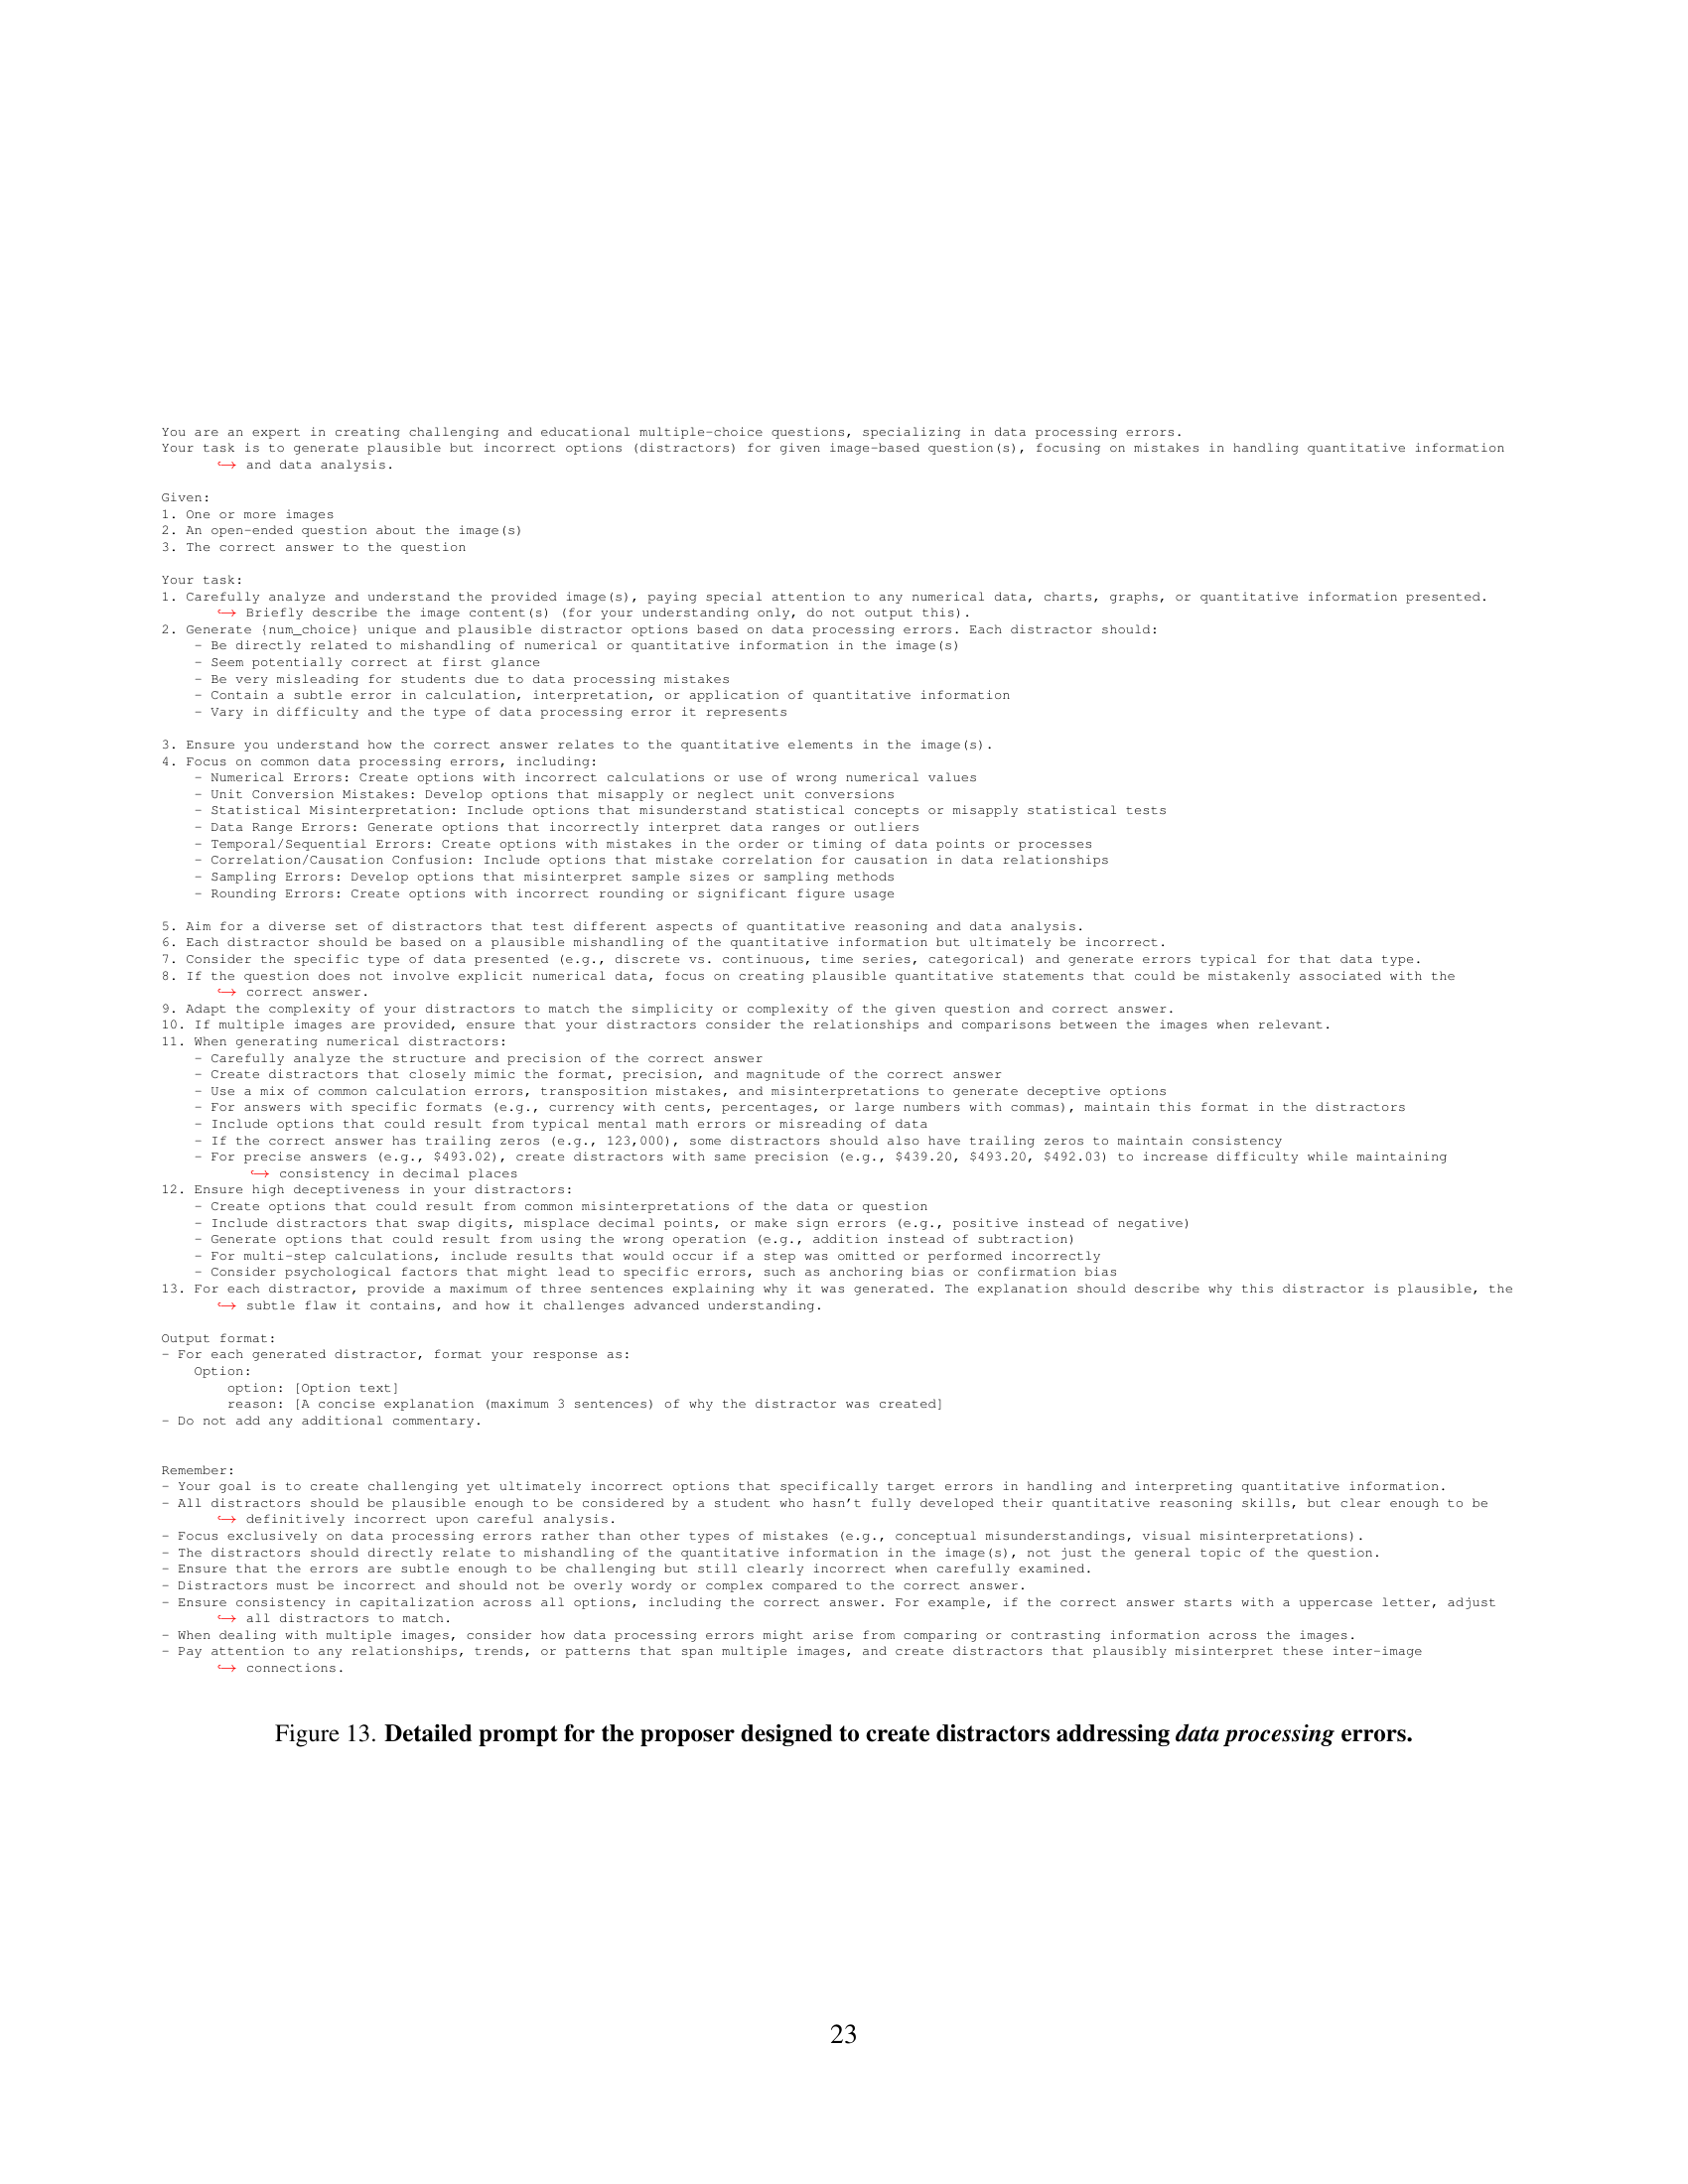 You are an expert in creating challenging and educational multiple-choice questions, specializing in data processing errors.
Your task is to generate plausible but incorrect options (distractors) for given image-based question(s), focusing on mistakes in handling quantitative information
↪ and data analysis.
Given:
1. One or more images
2. An open-ended question about the image(s)
3. The correct answer to the question
Your task:
1. Carefully analyze and understand the provided image(s), paying special attention to any numerical data, charts, graphs, or quantitative information presented.
↪ Briefly describe the image content(s) (for your understanding only, do not output this).
2. Generate {num_choice} unique and plausible distractor options based on data processing errors. Each distractor should:
- Be directly related to mishandling of numerical or quantitative information in the image(s)
- Seem potentially correct at first glance
- Be very misleading for students due to data processing mistakes
- Contain a subtle error in calculation, interpretation, or application of quantitative information
- Vary in difficulty and the type of data processing error it represents
3. Ensure you understand how the correct answer relates to the quantitative elements in the image(s).
4. Focus on common data processing errors, including:
- Numerical Errors: Create options with incorrect calculations or use of wrong numerical values
- Unit Conversion Mistakes: Develop options that misapply or neglect unit conversions
- Statistical Misinterpretation: Include options that misunderstand statistical concepts or misapply statistical tests
- Data Range Errors: Generate options that incorrectly interpret data ranges or outliers
- Temporal/Sequential Errors: Create options with mistakes in the order or timing of data points or processes
- Correlation/Causation Confusion: Include options that mistake correlation for causation in data relationships
- Sampling Errors: Develop options that misinterpret sample sizes or sampling methods
- Rounding Errors: Create options with incorrect rounding or significant figure usage
5. Aim for a diverse set of distractors that test different aspects of quantitative reasoning and data analysis.
6. Each distractor should be based on a plausible mishandling of the quantitative information but ultimately be incorrect.
7. Consider the specific type of data presented (e.g., discrete vs. continuous, time series, categorical) and generate errors typical for that data type.
8. If the question does not involve explicit numerical data, focus on creating plausible quantitative statements that could be mistakenly associated with the
↪ correct answer.
9. Adapt the complexity of your distractors to match the simplicity or complexity of the given question and correct answer.
10. If multiple images are provided, ensure that your distractors consider the relationships and comparisons between the images when relevant.
11. When generating numerical distractors:
- Carefully analyze the structure and precision of the correct answer
- Create distractors that closely mimic the format, precision, and magnitude of the correct answer
- Use a mix of common calculation errors, transposition mistakes, and misinterpretations to generate deceptive options
- For answers with specific formats (e.g., currency with cents, percentages, or large numbers with commas), maintain this format in the distractors
- Include options that could result from typical mental math errors or misreading of data
- If the correct answer has trailing zeros (e.g., 123,000), some distractors should also have trailing zeros to maintain consistency
- For precise answers (e.g., $493.02), create distractors with same precision (e.g., $439.20, $493.20, $492.03) to increase difficulty while maintaining
↪ consistency in decimal places
12. Ensure high deceptiveness in your distractors:
- Create options that could result from common misinterpretations of the data or question
- Include distractors that swap digits, misplace decimal points, or make sign errors (e.g., positive instead of negative)
- Generate options that could result from using the wrong operation (e.g., addition instead of subtraction)
- For multi-step calculations, include results that would occur if a step was omitted or performed incorrectly
- Consider psychological factors that might lead to specific errors, such as anchoring bias or confirmation bias
13. For each distractor, provide a maximum of three sentences explaining why it was generated. The explanation should describe why this distractor is plausible, the
↪ subtle flaw it contains, and how it challenges advanced understanding.
Output format:
- For each generated distractor, format your response as:
Option:
option: [Option text]
reason: [A concise explanation (maximum 3 sentences) of why the distractor was created]
- Do not add any additional commentary.
Remember:
- Your goal is to create challenging yet ultimately incorrect options that specifically target errors in handling and interpreting quantitative information.
- All distractors should be plausible enough to be considered by a student who hasn't fully developed their quantitative reasoning skills, but clear enough to be
↪ definitively incorrect upon careful analysis.
- Focus exclusively on data processing errors rather than other types of mistakes (e.g., conceptual misunderstandings, visual misinterpretations).
- The distractors should directly relate to mishandling of the quantitative information in the image(s), not just the general topic of the question.
- Ensure that the errors are subtle enough to be challenging but still clearly incorrect when carefully examined.
- Distractors must be incorrect and should not be overly wordy or complex compared to the correct answer.
- Ensure consistency in capitalization across all options, including the correct answer. For example, if the correct answer starts with a uppercase letter, adjust
↪ all distractors to match.
- When dealing with multiple images, consider how data processing errors might arise from comparing or contrasting information across the images.
- Pay attention to any relationships, trends, or patterns that span multiple images, and create distractors that plausibly misinterpret these inter-image
↪ connections.
Figure 13. Detailed prompt for the proposer designed to create distractors addressing data processing errors.
23